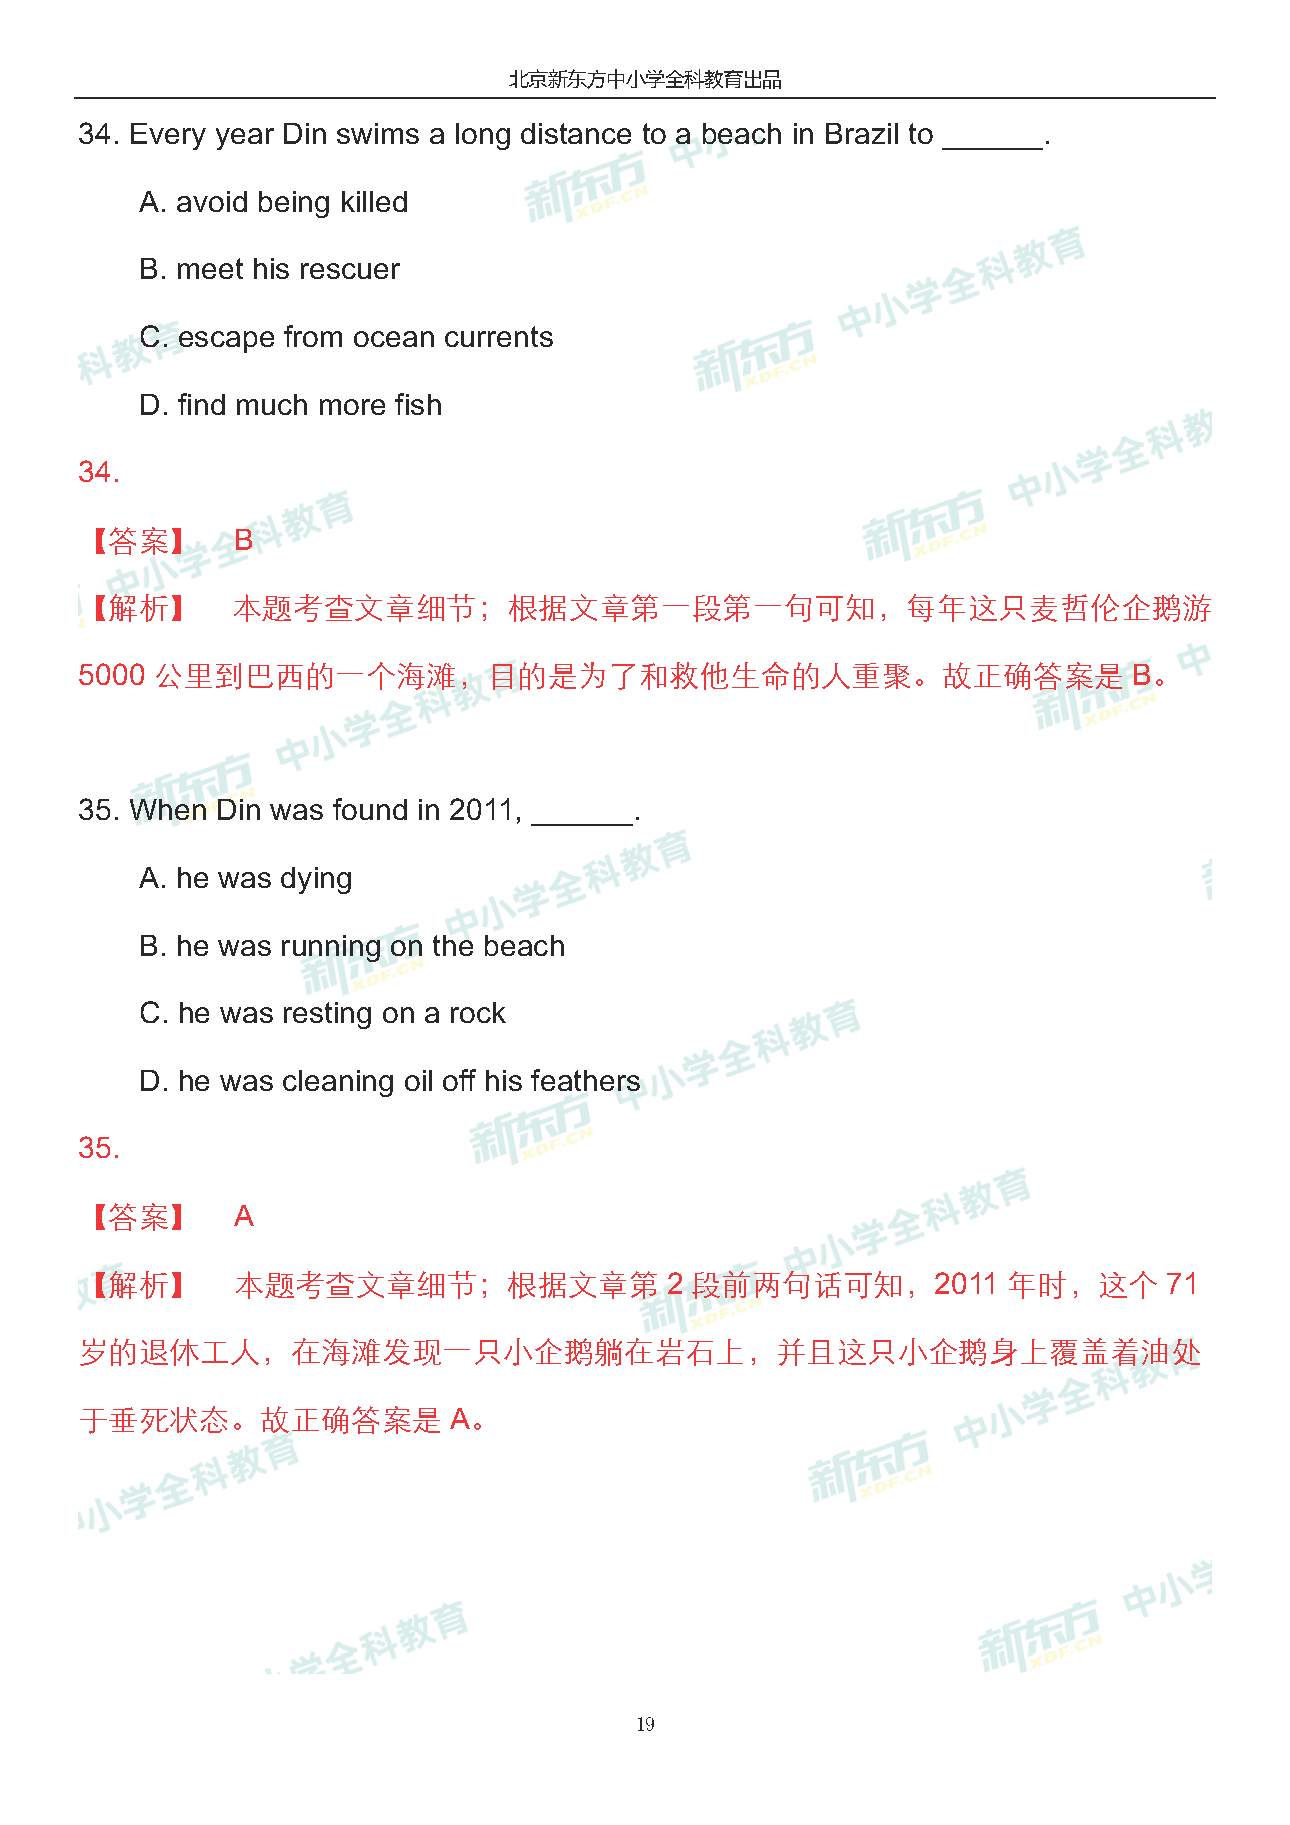 北京新东方中小学全科教育出品
34. Every year Din swims a long distance to a beach in Brazil to ______.
A. avoid being killed
B. meet his rescuer
C. escape from ocean currents
D. find much more fish
34.
【答案】 B
【解析】 本题考查文章细节；根据文章第一段第一句可知，每年这只麦哲伦企鹅游
5000 公里到巴西的一个海滩，目的是为了和救他生命的人重聚。故正确答案是 B。
35. When Din was found in 2011, ______.
A. he was dying
B. he was running on the beach
C. he was resting on a rock
D. he was cleaning oil off his feathers
35.
【答案】 A
【解析】 本题考查文章细节；根据文章第 2 段前两句话可知，2011 年时，这个 71
岁的退休工人，在海滩发现一只小企鹅躺在岩石上，并且这只小企鹅身上覆盖着油处
于垂死状态。故正确答案是 A。
19